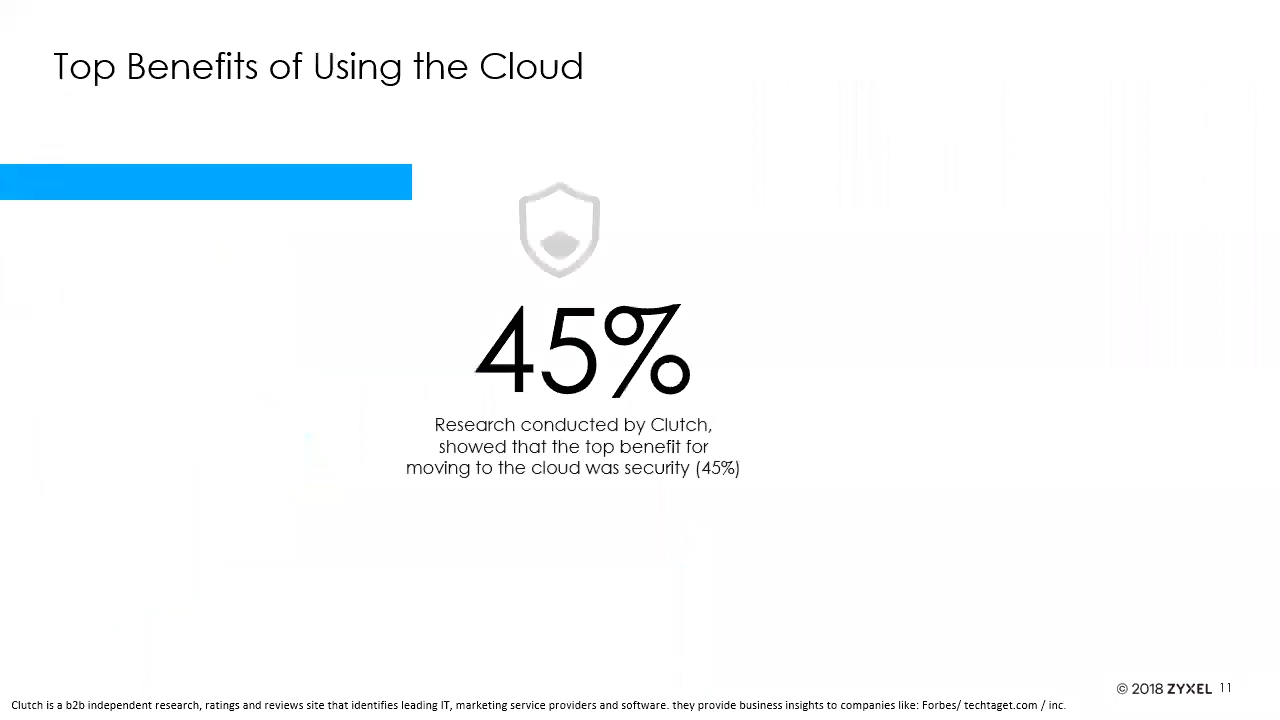 Top Benefits of Using the Cloud
45%
Research conducted by Clutch,
showed that the top benefit for
moving to the cloud was security (45%)
© 2018 ZYXEL 11
Clutch is a b2b independent research, ratings and reviews site that identifies leading IT, marketing service providers and software. they provide business insights to companies like: Forbes/ techtaget.com / inc.